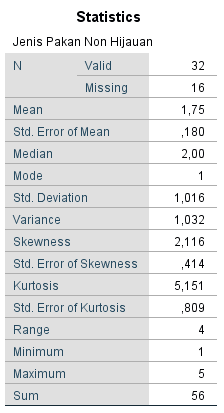 Statistics
Jenis Pakan Non Hijauan
N Valid 32
Missing 16
Mean 1,75
Std. Error of Mean ,180
Median 2,00
Mode 1
Std. Deviation 1,016
Variance 1,032
Skewness 2,116
Std. Error of Skewness ,414
Kurtosis 5,151
Std. Error of Kurtosis ,809
Range 4
Minimum 1
Maximum 5
Sum 56